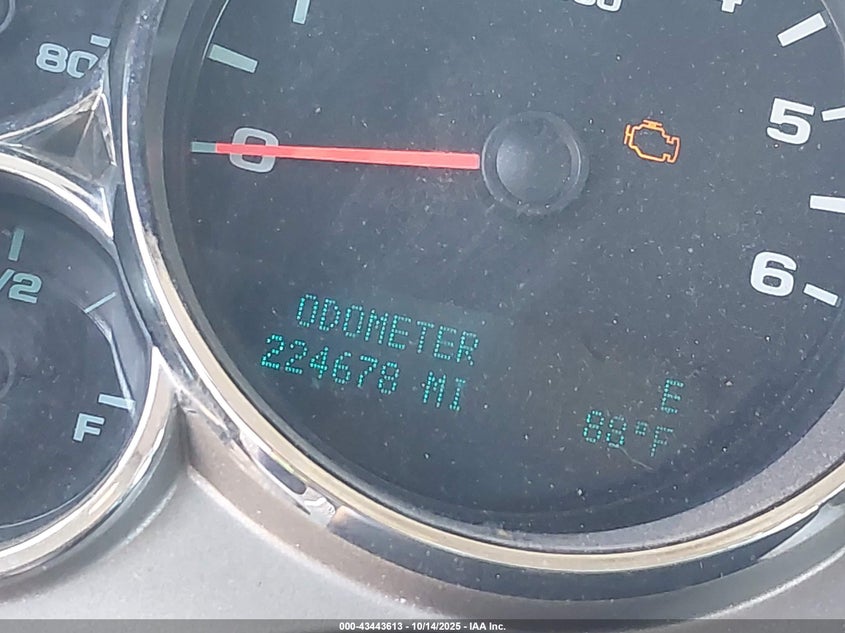 80
0
5
6
1/2
F
ODOMETER
224678 MI
E
88°F
000-43443613 - 10/14/2025 - IAA Inc.